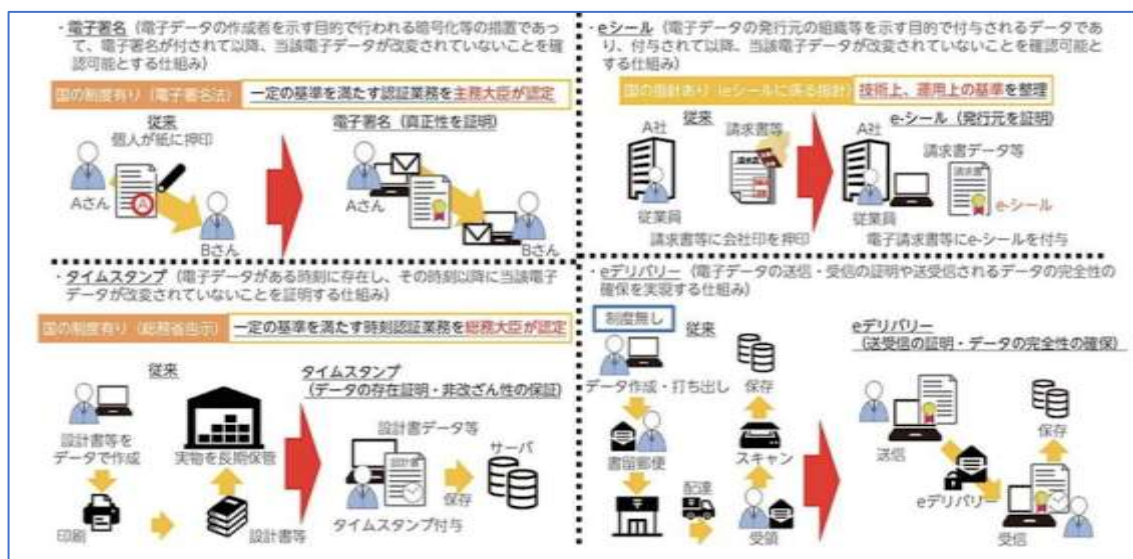 ・電子署名（電子データの作成者を示す目的で行われる暗号化等の措置であっ
て、電子署名が付されて以降、当該電子データが改変されていないことを確
認可能とする仕組み）
国の制度有り（電子署名法）
一定の基準を満たす認証業務を主務大臣が認定
従来
個人が紙に押印
電子署名（真正性を証明）
Aさん
A
Bさん
Aさん
Bさん
・eシール（電子データの発行元の組織等を示す目的で付与されるデータであ
り、付与されて以降、当該電子データが改変されていないことを確認可能と
する仕組み）
国の指針あり（eシールに係る指針）
技術上、運用上の基準を整理
従来
A社
請求書等
請求書
従業員
請求書等に会社印を押印
e-シール（発行元を証明）
A社
請求書データ等
請求書
e-シール
従業員
電子請求書等にe-シールを付与
・タイムスタンプ（電子データがある時刻に存在し、その時刻以降に当該電子
データが改変されていないことを証明する仕組み）
国の制度有り（総務省告示）
一定の基準を満たす時刻認証業務を総務大臣が認定
従来
設計書等を
データで作成
実物を長期保管
印刷
設計書等
タイムスタンプ
（データの存在証明・非改ざん性の保証）
設計書データ等
設計書
サーバ
保存
タイムスタンプ付与
・eデリバリー（電子データの送信・受信の証明や送受信されるデータの完全性の
確保を実現する仕組み）
制度無し
従来
データ作成・打ち出し
保存
書留郵便
スキャン
配達
受領
eデリバリー
（送受信の証明・データの完全性の確保）
送信
保存
eデリバリー
受信